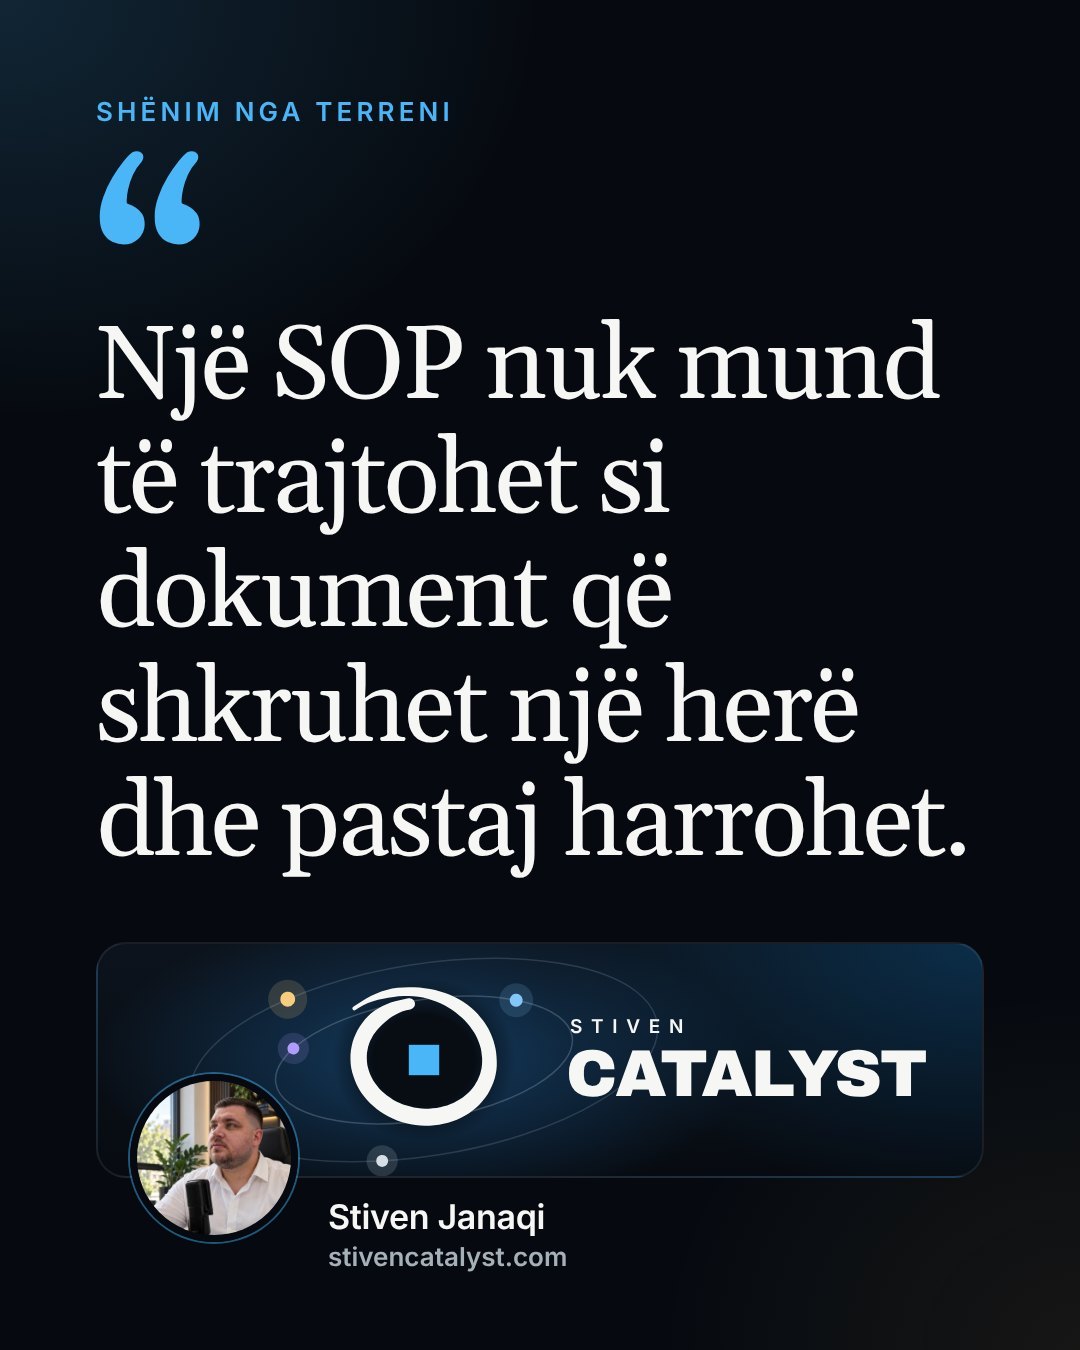 SHËNIM NGA TERRENI
“
Një SOP nuk mund
të trajtohet si
dokument që
shkruhet një herë
dhe pastaj harrohet.
STIVEN
CATALYST
Stiven Janaqi
stivencatalyst.com